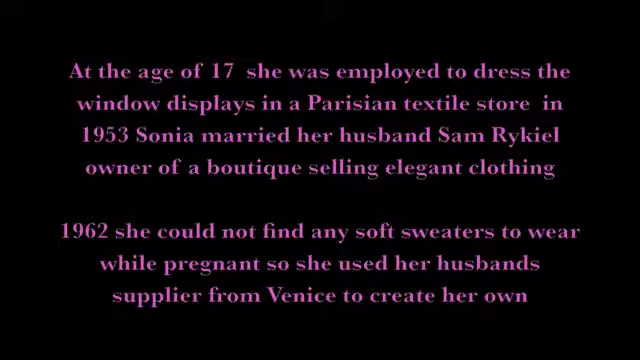 At the age of 17 she was employed to dress the
window displays in a Parisian textile store in
1953 Sonia married her husband Sam Rykiel
owner of a boutique selling elegant clothing
1962 she could not find any soft sweaters to wear
while pregnant so she used her husbands
supplier from Venice to create her own